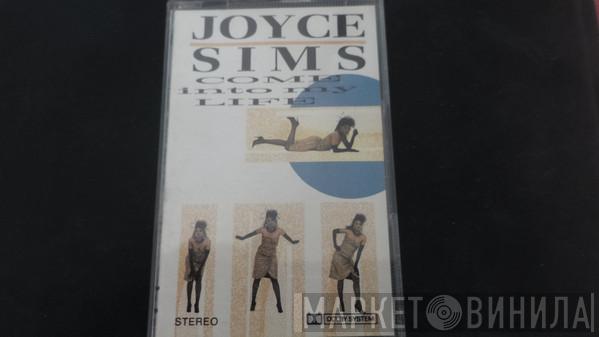 JOYCE
SIMS
COME
into my
LIFE
STEREO
DOLBY SYSTEM
МАРКЕТ ВИНИЛА